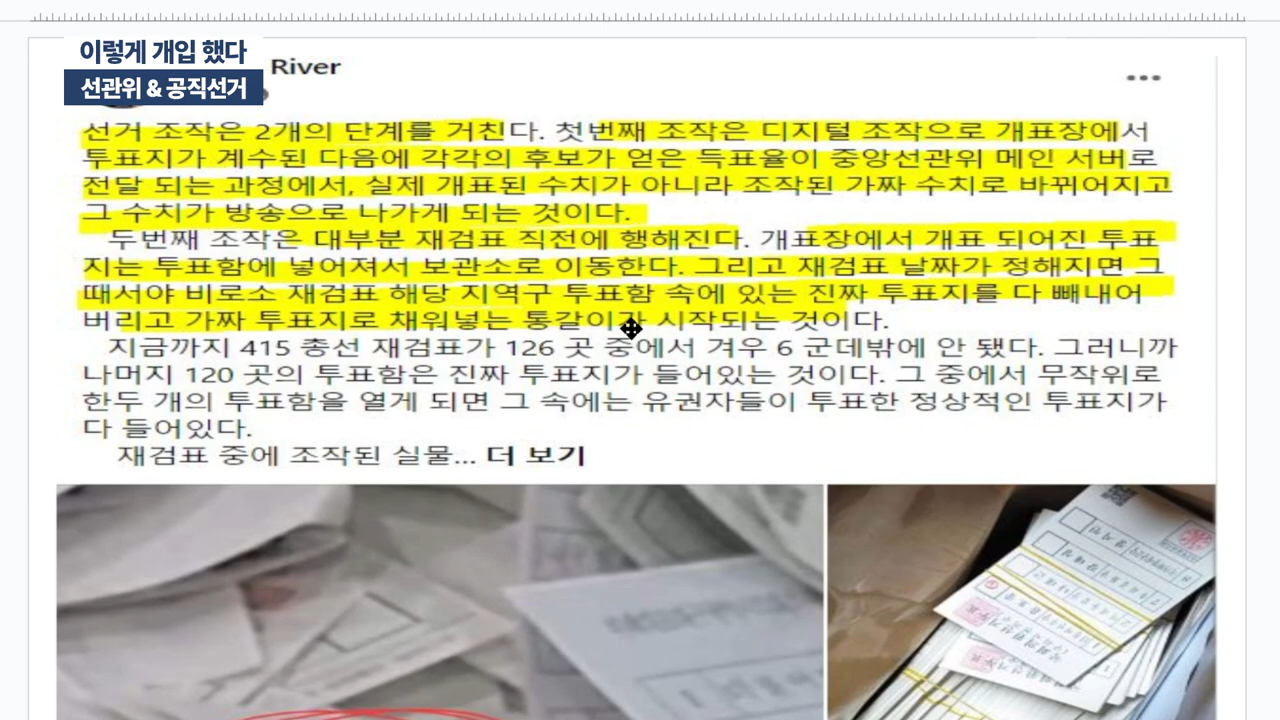 이렇게 개입 했다
선관위 & 공직선거
River
선거 조작은 2개의 단계를 거친다. 첫번째 조작은 디지털 조작으로 개표장에서
투표지가 계수된 다음에 각각의 후보가 얻은 득표율이 중앙선관위 메인 서버로
전달 되는 과정에서, 실제 개표된 수치가 아니라 조작된 가짜 수치로 바뀌어지고
그 수치가 방송으로 나가게 되는 것이다.
두번째 조작은 대부분 재검표 직전에 행해진다. 개표장에서 개표 되어진 투표
지는 투표함에 넣어져서 보관소로 이동한다. 그리고 재검표 날짜가 정해지면 그
때서야 비로소 재검표 해당 지역구 투표함 속에 있는 진짜 투표지를 다 빼내어
버리고 가짜 투표지로 채워넣는 통갈이가 시작되는 것이다.
지금까지 415 총선 재검표가 126 곳 중에서 겨우 6 군데밖에 안 됐다. 그러니까
나머지 120 곳의 투표함은 진짜 투표지가 들어있는 것이다. 그 중에서 무작위로
한두 개의 투표함을 열게 되면 그 속에는 유권자들이 투표한 정상적인 투표지가
다 들어있다.
재검표 중에 조작된 실물... 더 보기